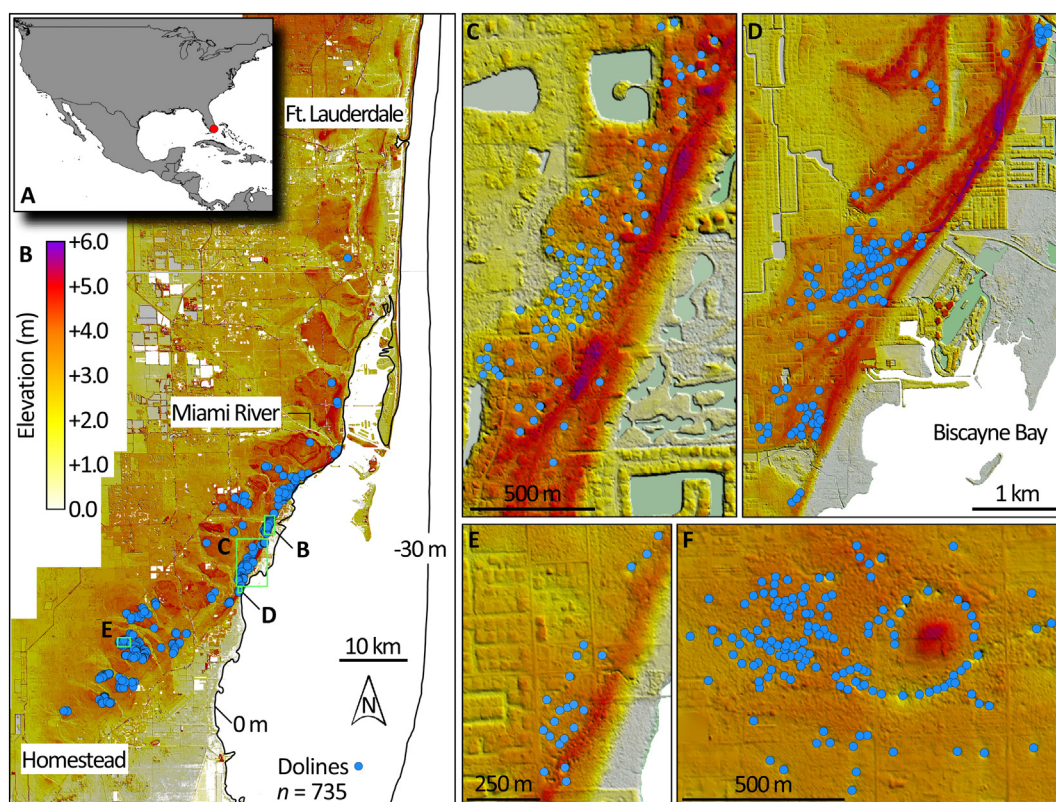 A
B
Ft. Lauderdale
Elevation (m)
+6.0
+5.0
+4.0
+3.0
+2.0
+1.0
0.0
Miami River
-30 m
C
B
D
E
10 km
N
0 m
Homestead
Dolines
n = 735
C
500 m
D
Biscayne Bay
1 km
E
250 m
F
500 m